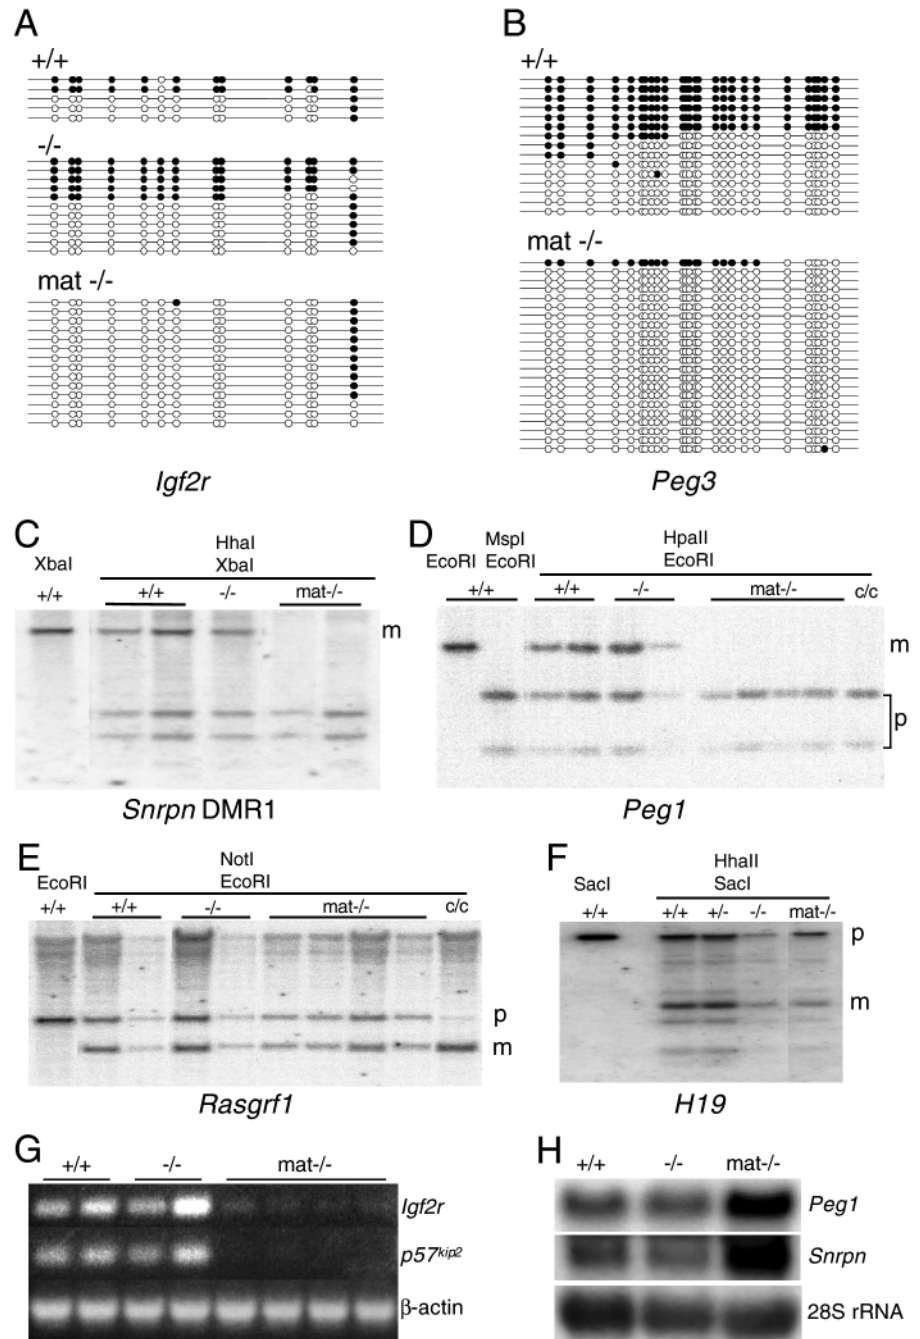 A
+/+
-/-
mat -/-
Igf2r
B
+/+
mat -/-
Peg3
C
XbaI
HhaI
XbaI
+/+
+/+
-/-
mat-/-
m
Snrpn DMR1
D
MspI
HpaII
EcoRI EcoRI
EcoRI
+/+
+/+
-/-
mat-/-
c/c
m
p
Peg1
E
NotI
EcoRI
EcoRI
+/+
+/+
-/-
mat-/-
c/c
p
m
Rasgrf1
F
HhaII
SacI
SacI
+/+
+/+
+/-
-/-
mat-/-
p
m
H19
G
+/+
-/-
mat-/-
Igf2r
p57kip2
β-actin
H
+/+
-/-
mat-/-
Peg1
Snrpn
28S rRNA